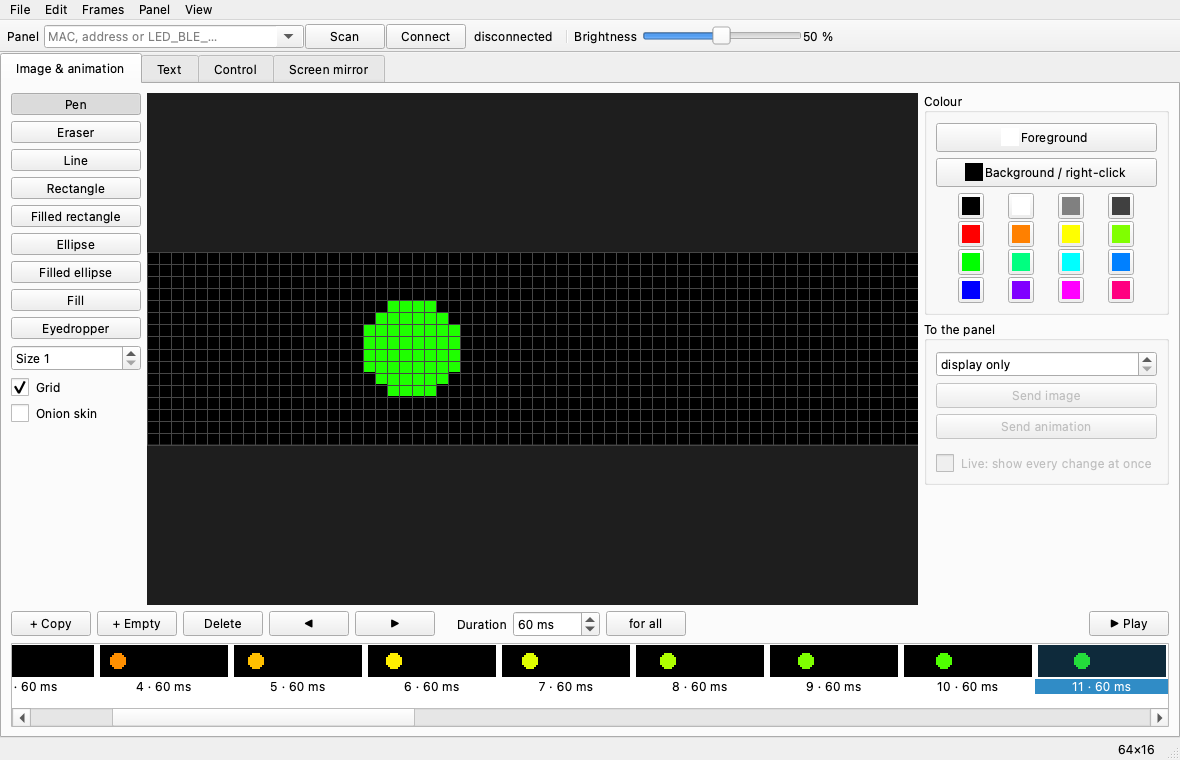 File Edit Frames Panel View
Panel MAC, address or LED_BLE_... Scan Connect disconnected Brightness 50 %
Image & animation Text Control Screen mirror
Pen
Eraser
Line
Rectangle
Filled rectangle
Ellipse
Filled ellipse
Fill
Eyedropper
Size 1
Grid
Onion skin
Colour
Foreground
Background / right-click
To the panel
display only
Send image
Send animation
Live: show every change at once
+ Copy + Empty Delete Duration 60 ms for all Play
· 60 ms 4 · 60 ms 5 · 60 ms 6 · 60 ms 7 · 60 ms 8 · 60 ms 9 · 60 ms 10 · 60 ms 11 · 60 ms
64×16